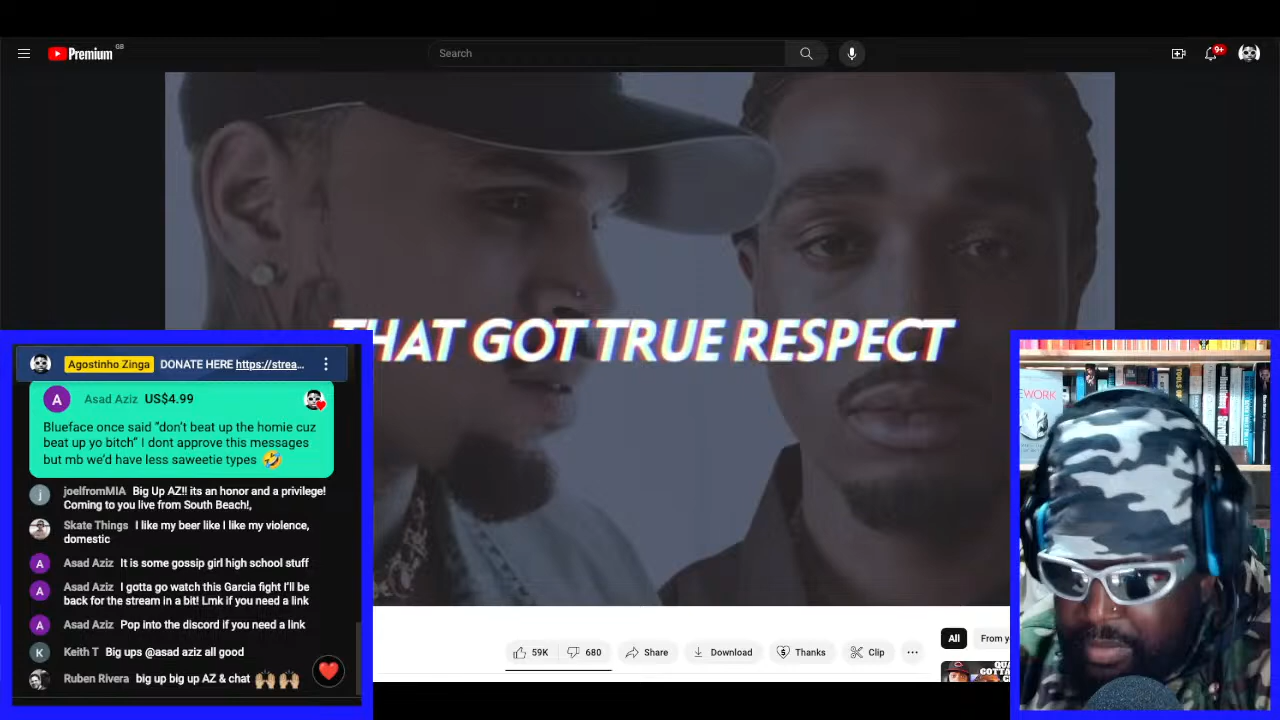 Premium GB
Search
9+
THAT GOT TRUE RESPECT
Agostinho Zinga DONATE HERE https://strea...
A Asad Aziz US$4.99
Blueface once said “don't beat up the homie cuz
beat up yo bitch” I dont approve this messages
but mb we'd have less saweetie types 🤣
j joelfromMIA Big Up AZ!! its an honor and a privilege!
Coming to you live from South Beach!,
Skate Things I like my beer like I like my violence,
domestic
A Asad Aziz It is some gossip girl high school stuff
A Asad Aziz I gotta go watch this Garcia fight I'll be
back for the stream in a bit! Lmk if you need a link
A Asad Aziz Pop into the discord if you need a link
K Keith T Big ups @asad aziz all good
Ruben Rivera big up big up AZ & chat 🙌🏽🙌🏽
59K 680 Share Download Thanks Clip ...
All From y